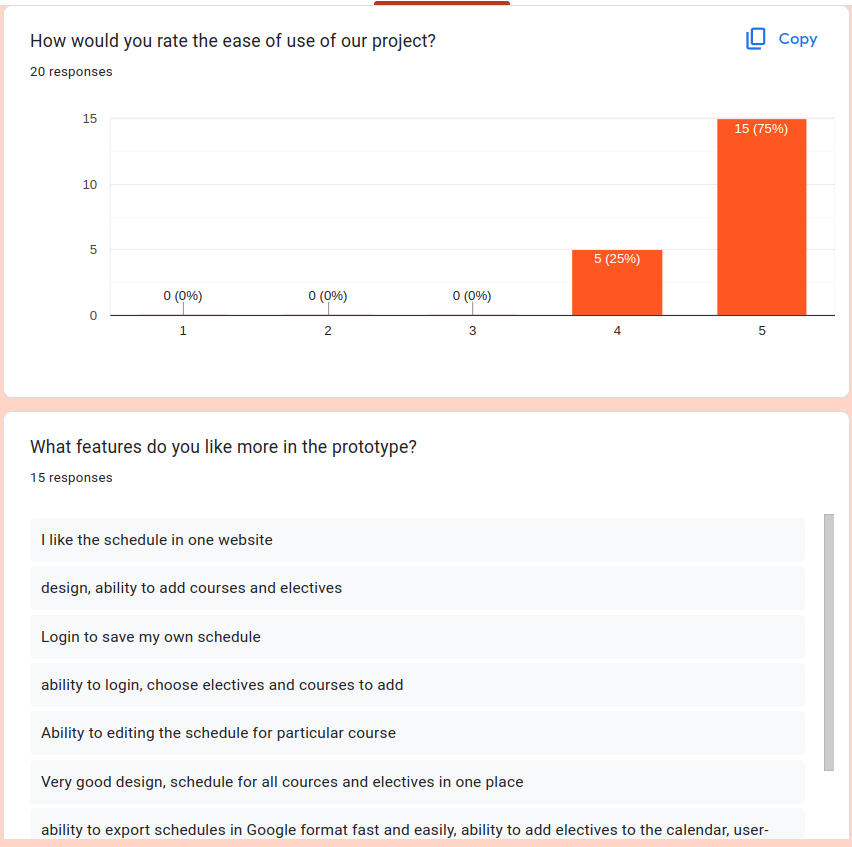 How would you rate the ease of use of our project?
Copy
20 responses
15
10
5
0
0 (0%)
0 (0%)
0 (0%)
5 (25%)
15 (75%)
1
2
3
4
5
What features do you like more in the prototype?
15 responses
I like the schedule in one website
design, ability to add courses and electives
Login to save my own schedule
ability to login, choose electives and courses to add
Ability to editing the schedule for particular course
Very good design, schedule for all cources and electives in one place
ability to export schedules in Google format fast and easily, ability to add electives to the calendar, user-